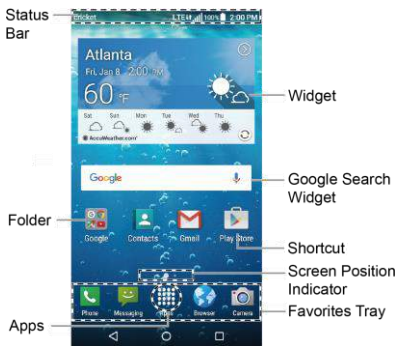 Status
Bar
cricket LTE 100% 2:00 PM
Atlanta
Fri, Jan 8 2:00 PM
60 °F
Widget
Sat Sun Mon Tue Wed Thu
AccuWeather.com
Google
Google Search
Widget
Folder
Google Contacts Gmail Play Store
Shortcut
Screen Position
Indicator
Phone Messaging Apps Browser Camera
Favorites Tray
Apps